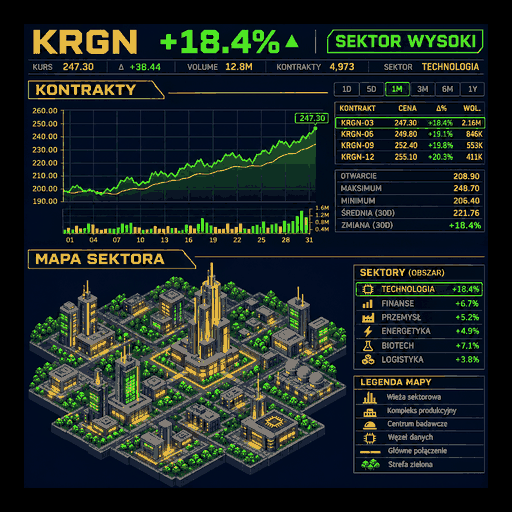 KRGN +18.4% ▲ SEKTOR WYSOKI
KURS 247.30 Δ +38.44 VOLUME 12.8M KONTRAKTY 4,973 SEKTOR TECHNOLOGIA
KONTRAKTY
1D 5D 1M 3M 6M 1Y
260.00
250.00
240.00
230.00
220.00
210.00
200.00
190.00
247.30
1.6M
2.4M
0.4M
01 04 07 10 13 16 19 22 25 28 31
KONTRAKT CENA Δ% WOL.
KRGN-03 247.30 +18.4% 2.16M
KRGN-06 249.80 +19.1% 846K
KRGN-09 252.40 +19.8% 553K
KRGN-12 255.10 +20.3% 411K
OTWARCIE 208.90
MAKSIMUM 248.70
MINIMUM 206.40
ŚREDNIA (30D) 221.76
ZMIANA (30D) +18.4%
MAPA SEKTORA
SEKTORY (OBSZAR)
TECHNOLOGIA +18.4%
FINANSE +6.7%
PRZEMYSŁ +5.2%
ENERGETYKA +4.9%
BIOTECH +7.1%
LOGISTYKA +3.8%
LEGENDA MAPY
Wieża sektorowa
Kompleks produkcyjny
Centrum badawcze
Węzeł danych
Główne połączenie
Strefa zielona